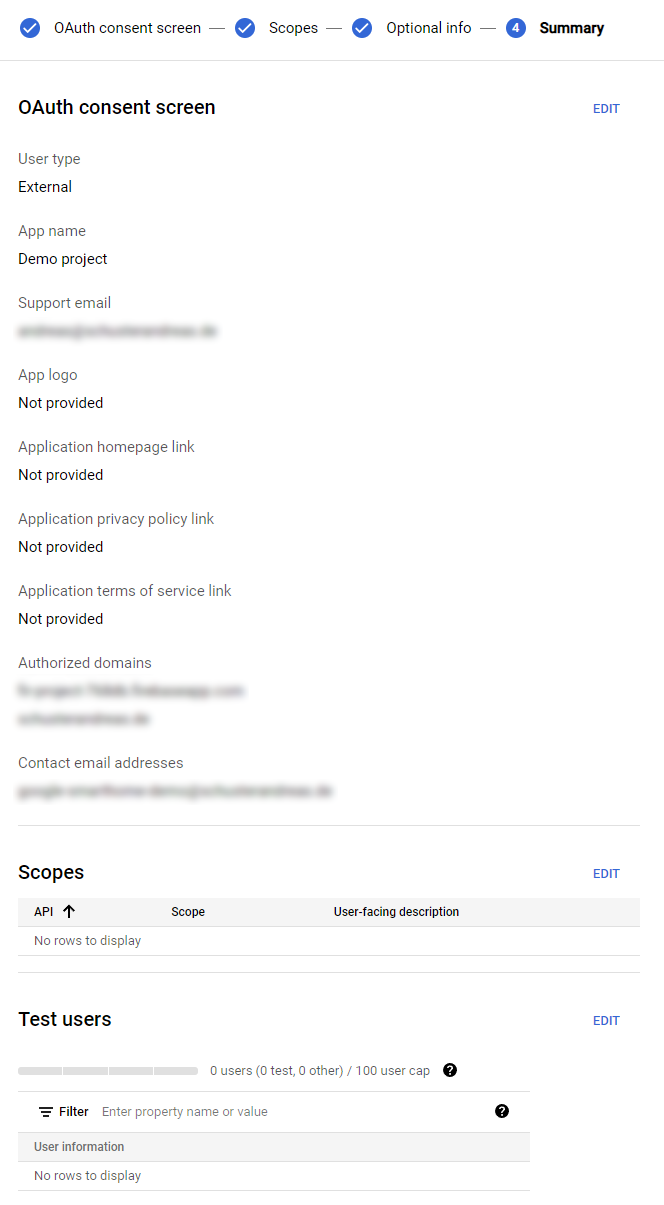 OAuth consent screen — Scopes — Optional info — 4 Summary
OAuth consent screen EDIT
User type
External
App name
Demo project
Support email
App logo
Not provided
Application homepage link
Not provided
Application privacy policy link
Not provided
Application terms of service link
Not provided
Authorized domains
Contact email addresses
Scopes EDIT
API Scope User-facing description
No rows to display
Test users EDIT
0 users (0 test, 0 other) / 100 user cap ?
Filter Enter property name or value ?
User information
No rows to display